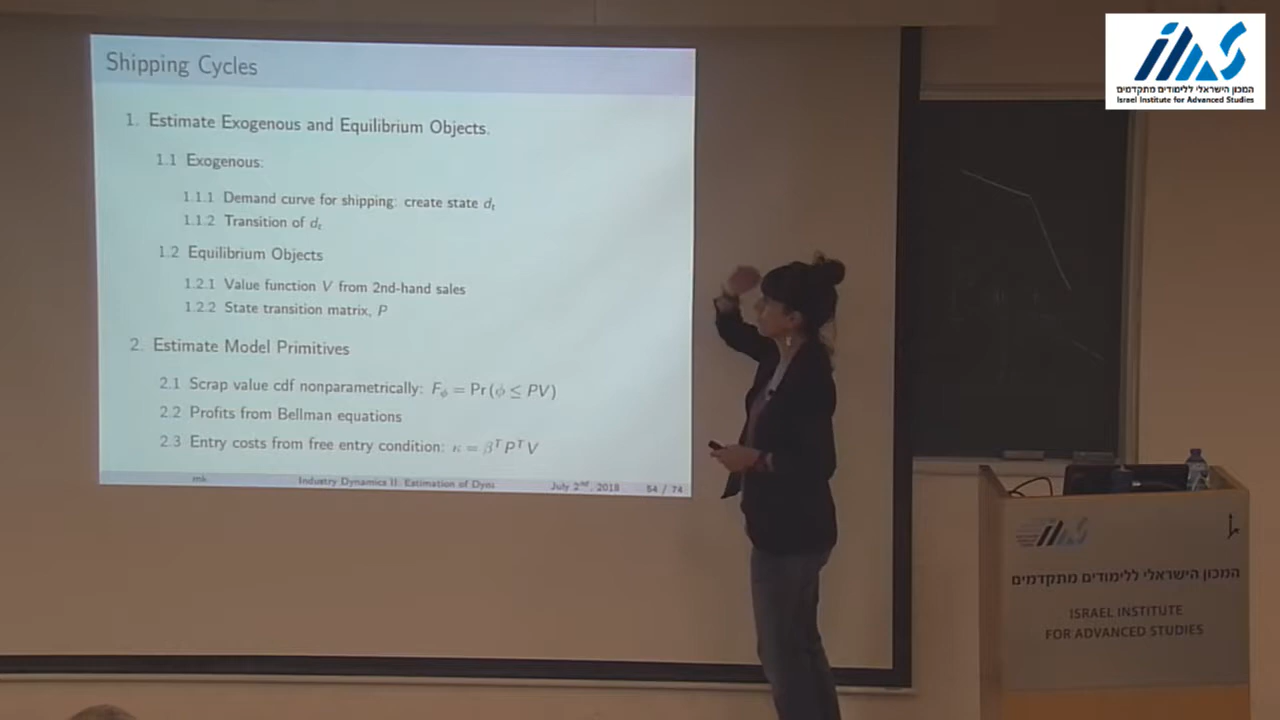 Shipping Cycles
1. Estimate Exogenous and Equilibrium Objects.
1.1 Exogenous:
1.1.1 Demand curve for shipping: create state dₜ
1.1.2 Transition of dₜ
1.2 Equilibrium Objects
1.2.1 Value function V from 2nd-hand sales
1.2.2 State transition matrix, P
2. Estimate Model Primitives
2.1 Scrap value cdf nonparametrically: F_ϕ = Pr (ϕ ≤ PV)
2.2 Profits from Bellman equations
2.3 Entry costs from free entry condition: κ = βᵀPᵀV
mk Industry Dynamics II: Estimation of Dyna July 2ⁿᵈ, 2018 54 / 74
המכון הישראלי ללימודים מתקדמים
Israel Institute for Advanced Studies
המכון הישראלי ללימודים מתקדמים
ISRAEL INSTITUTE
FOR ADVANCED STUDIES